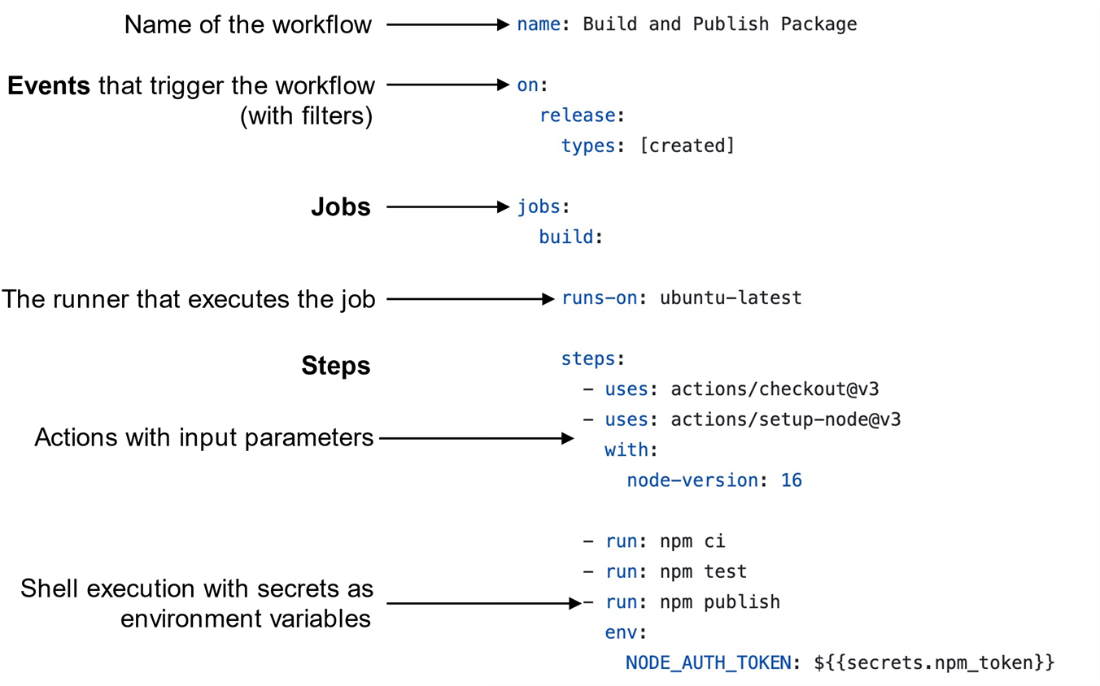 Name of the workflow name: Build and Publish Package
Events that trigger the workflow on:
(with filters) release:
types: [created]
Jobs jobs:
build:
The runner that executes the job runs-on: ubuntu-latest
Steps steps:
- uses: actions/checkout@v3
- uses: actions/setup-node@v3
Actions with input parameters with:
node-version: 16
- run: npm ci
- run: npm test
Shell execution with secrets as - run: npm publish
environment variables env:
NODE_AUTH_TOKEN: ${{secrets.npm_token}}